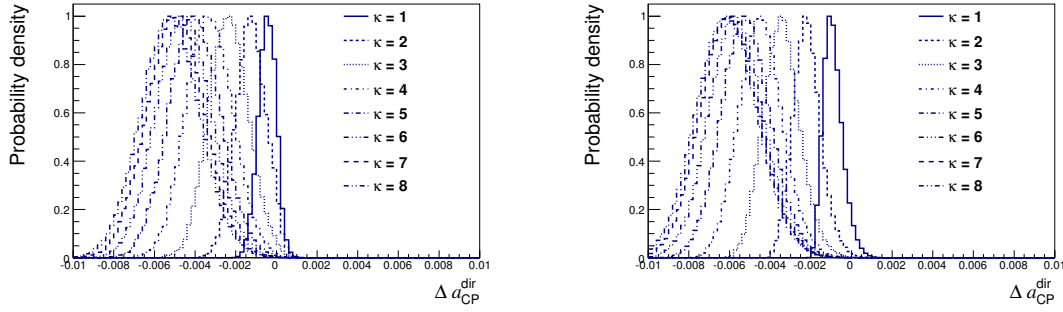 Probability density
1
0.8
0.6
0.4
0.2
0
-0.01 -0.008 -0.006 -0.004 -0.002 0 0.002 0.004 0.006 0.008 0.01
Δ a_CP^dir
κ = 1
κ = 2
κ = 3
κ = 4
κ = 5
κ = 6
κ = 7
κ = 8
Probability density
1
0.8
0.6
0.4
0.2
0
-0.01 -0.008 -0.006 -0.004 -0.002 0 0.002 0.004 0.006 0.008 0.01
Δ a_CP^dir
κ = 1
κ = 2
κ = 3
κ = 4
κ = 5
κ = 6
κ = 7
κ = 8